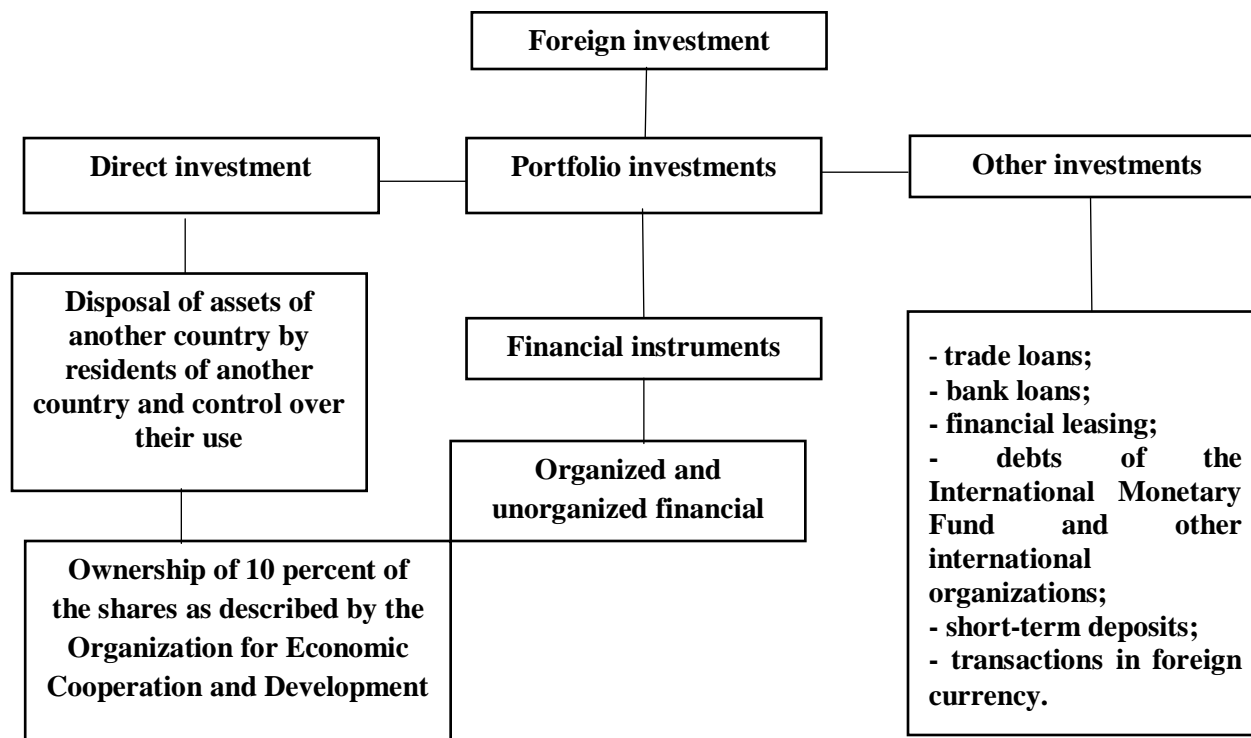 Foreign investment
Direct investment
Portfolio investments
Other investments
Disposal of assets of
another country by
residents of another
country and control over
their use
Financial instruments
- trade loans;
- bank loans;
- financial leasing;
- debts of the
International Monetary
Fund and other
international
organizations;
- short-term deposits;
- transactions in foreign
currency.
Organized and
unorganized financial
Ownership of 10 percent of
the shares as described by the
Organization for Economic
Cooperation and Development